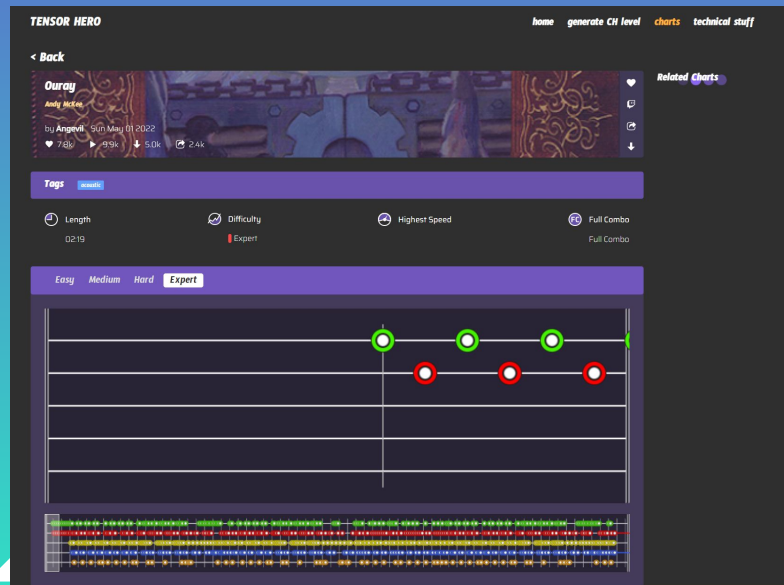 TENSOR HERO
home generate CH level charts technical stuff
< Back
Ouray
Andy McKee
by Angevil Sun May 01 2022
7.8k 9.9k 5.0k 2.4k
Related Charts
Tags acoustic
Length
02:19
Difficulty
Expert
Highest Speed
FC Full Combo
Full Combo
Easy Medium Hard Expert